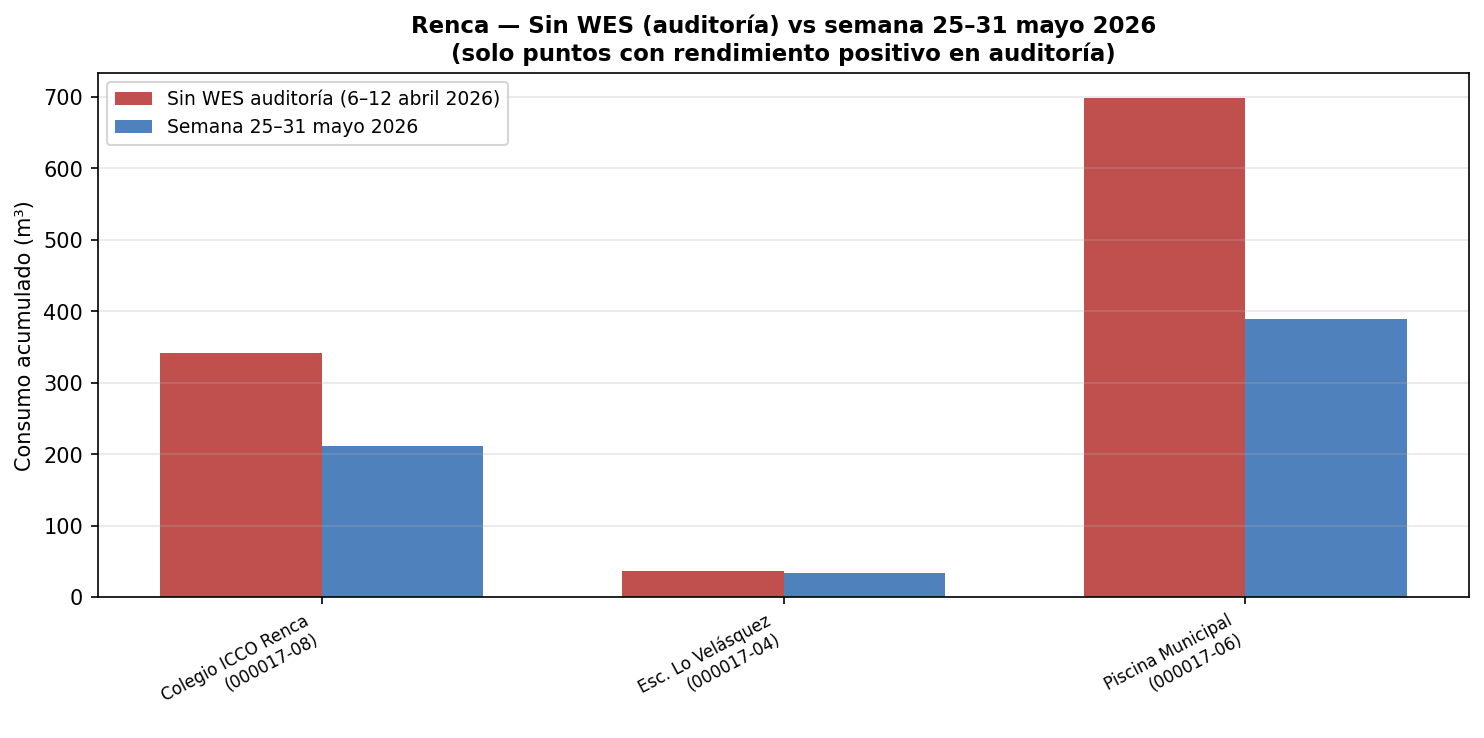 Renca — Sin WES (auditoría) vs semana 25–31 mayo 2026
(solo puntos con rendimiento positivo en auditoría)
Sin WES auditoría (6–12 abril 2026)
Semana 25–31 mayo 2026
Consumo acumulado (m³)
700
600
500
400
300
200
100
0
Colegio ICCO Renca
(000017-08)
Esc. Lo Velásquez
(000017-04)
Piscina Municipal
(000017-06)